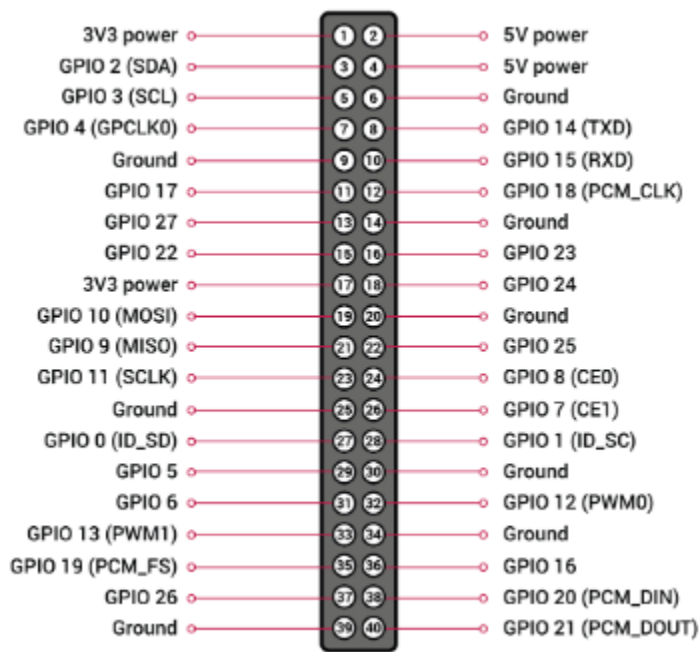 3V3 power 1 2 5V power
GPIO 2 (SDA) 3 4 5V power
GPIO 3 (SCL) 5 6 Ground
GPIO 4 (GPCLK0) 7 8 GPIO 14 (TXD)
Ground 9 10 GPIO 15 (RXD)
GPIO 17 11 12 GPIO 18 (PCM_CLK)
GPIO 27 13 14 Ground
GPIO 22 15 16 GPIO 23
3V3 power 17 18 GPIO 24
GPIO 10 (MOSI) 19 20 Ground
GPIO 9 (MISO) 21 22 GPIO 25
GPIO 11 (SCLK) 23 24 GPIO 8 (CE0)
Ground 25 26 GPIO 7 (CE1)
GPIO 0 (ID_SD) 27 28 GPIO 1 (ID_SC)
GPIO 5 29 30 Ground
GPIO 6 31 32 GPIO 12 (PWM0)
GPIO 13 (PWM1) 33 34 Ground
GPIO 19 (PCM_FS) 35 36 GPIO 16
GPIO 26 37 38 GPIO 20 (PCM_DIN)
Ground 39 40 GPIO 21 (PCM_DOUT)